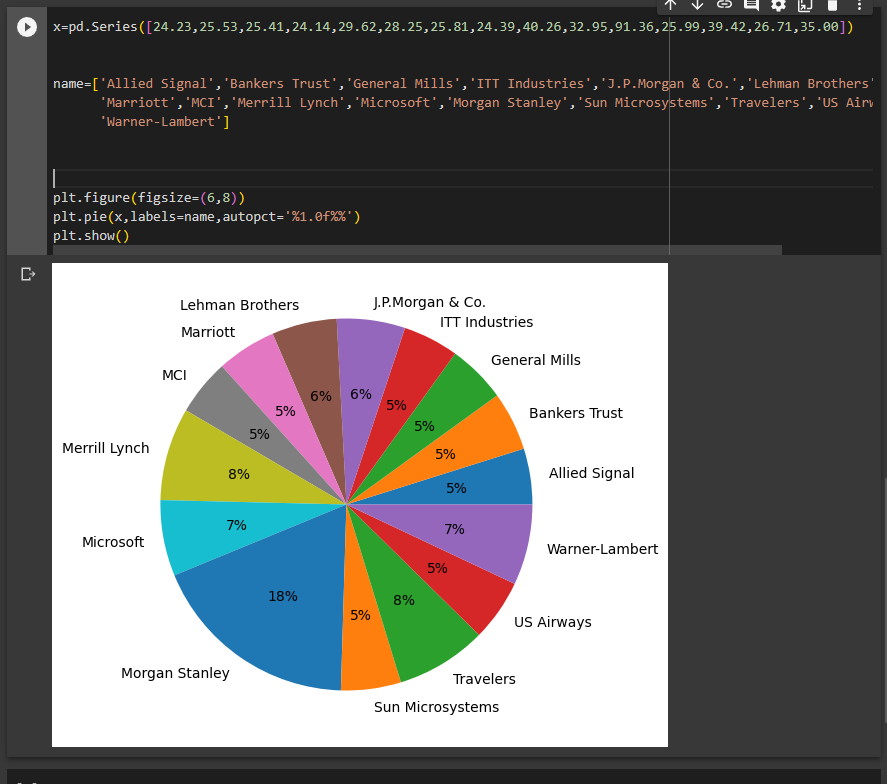 x=pd.Series([24.23,25.53,25.41,24.14,29.62,28.25,25.81,24.39,40.26,32.95,91.36,25.99,39.42,26.71,35.00])
name=['Allied Signal','Bankers Trust','General Mills','ITT Industries','J.P.Morgan & Co.','Lehman Brothers'
'Marriott','MCI','Merrill Lynch','Microsoft','Morgan Stanley','Sun Microsystems','Travelers','US Airw
'Warner-Lambert']
plt.figure(figsize=(6,8))
plt.pie(x,labels=name,autopct='%1.0f%%')
plt.show()
Lehman Brothers
J.P.Morgan & Co.
Marriott
ITT Industries
MCI
General Mills
Merrill Lynch
Bankers Trust
Microsoft
Allied Signal
Morgan Stanley
Warner-Lambert
US Airways
Travelers
Sun Microsystems
6%
6%
5%
5%
5%
5%
8%
5%
7%
5%
18%
7%
5%
5%
8%